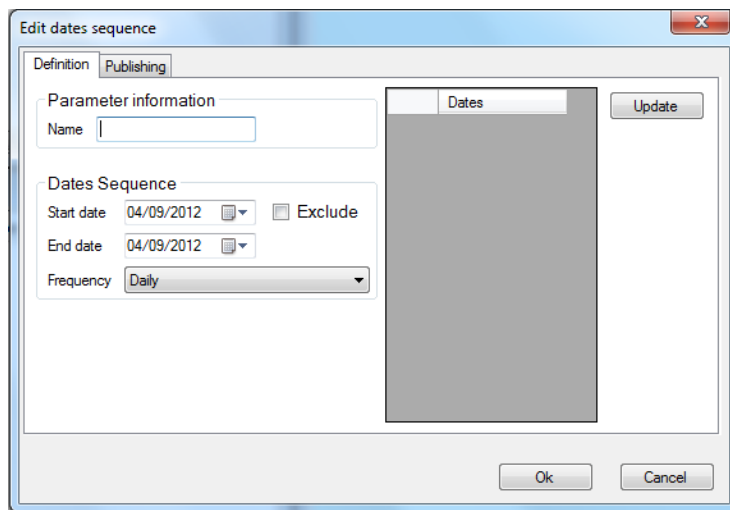 Edit dates sequence
x
Definition Publishing
Parameter information
Name
Dates Sequence
Start date 04/09/2012 Exclude
End date 04/09/2012
Frequency Daily
Dates
Update
Ok Cancel